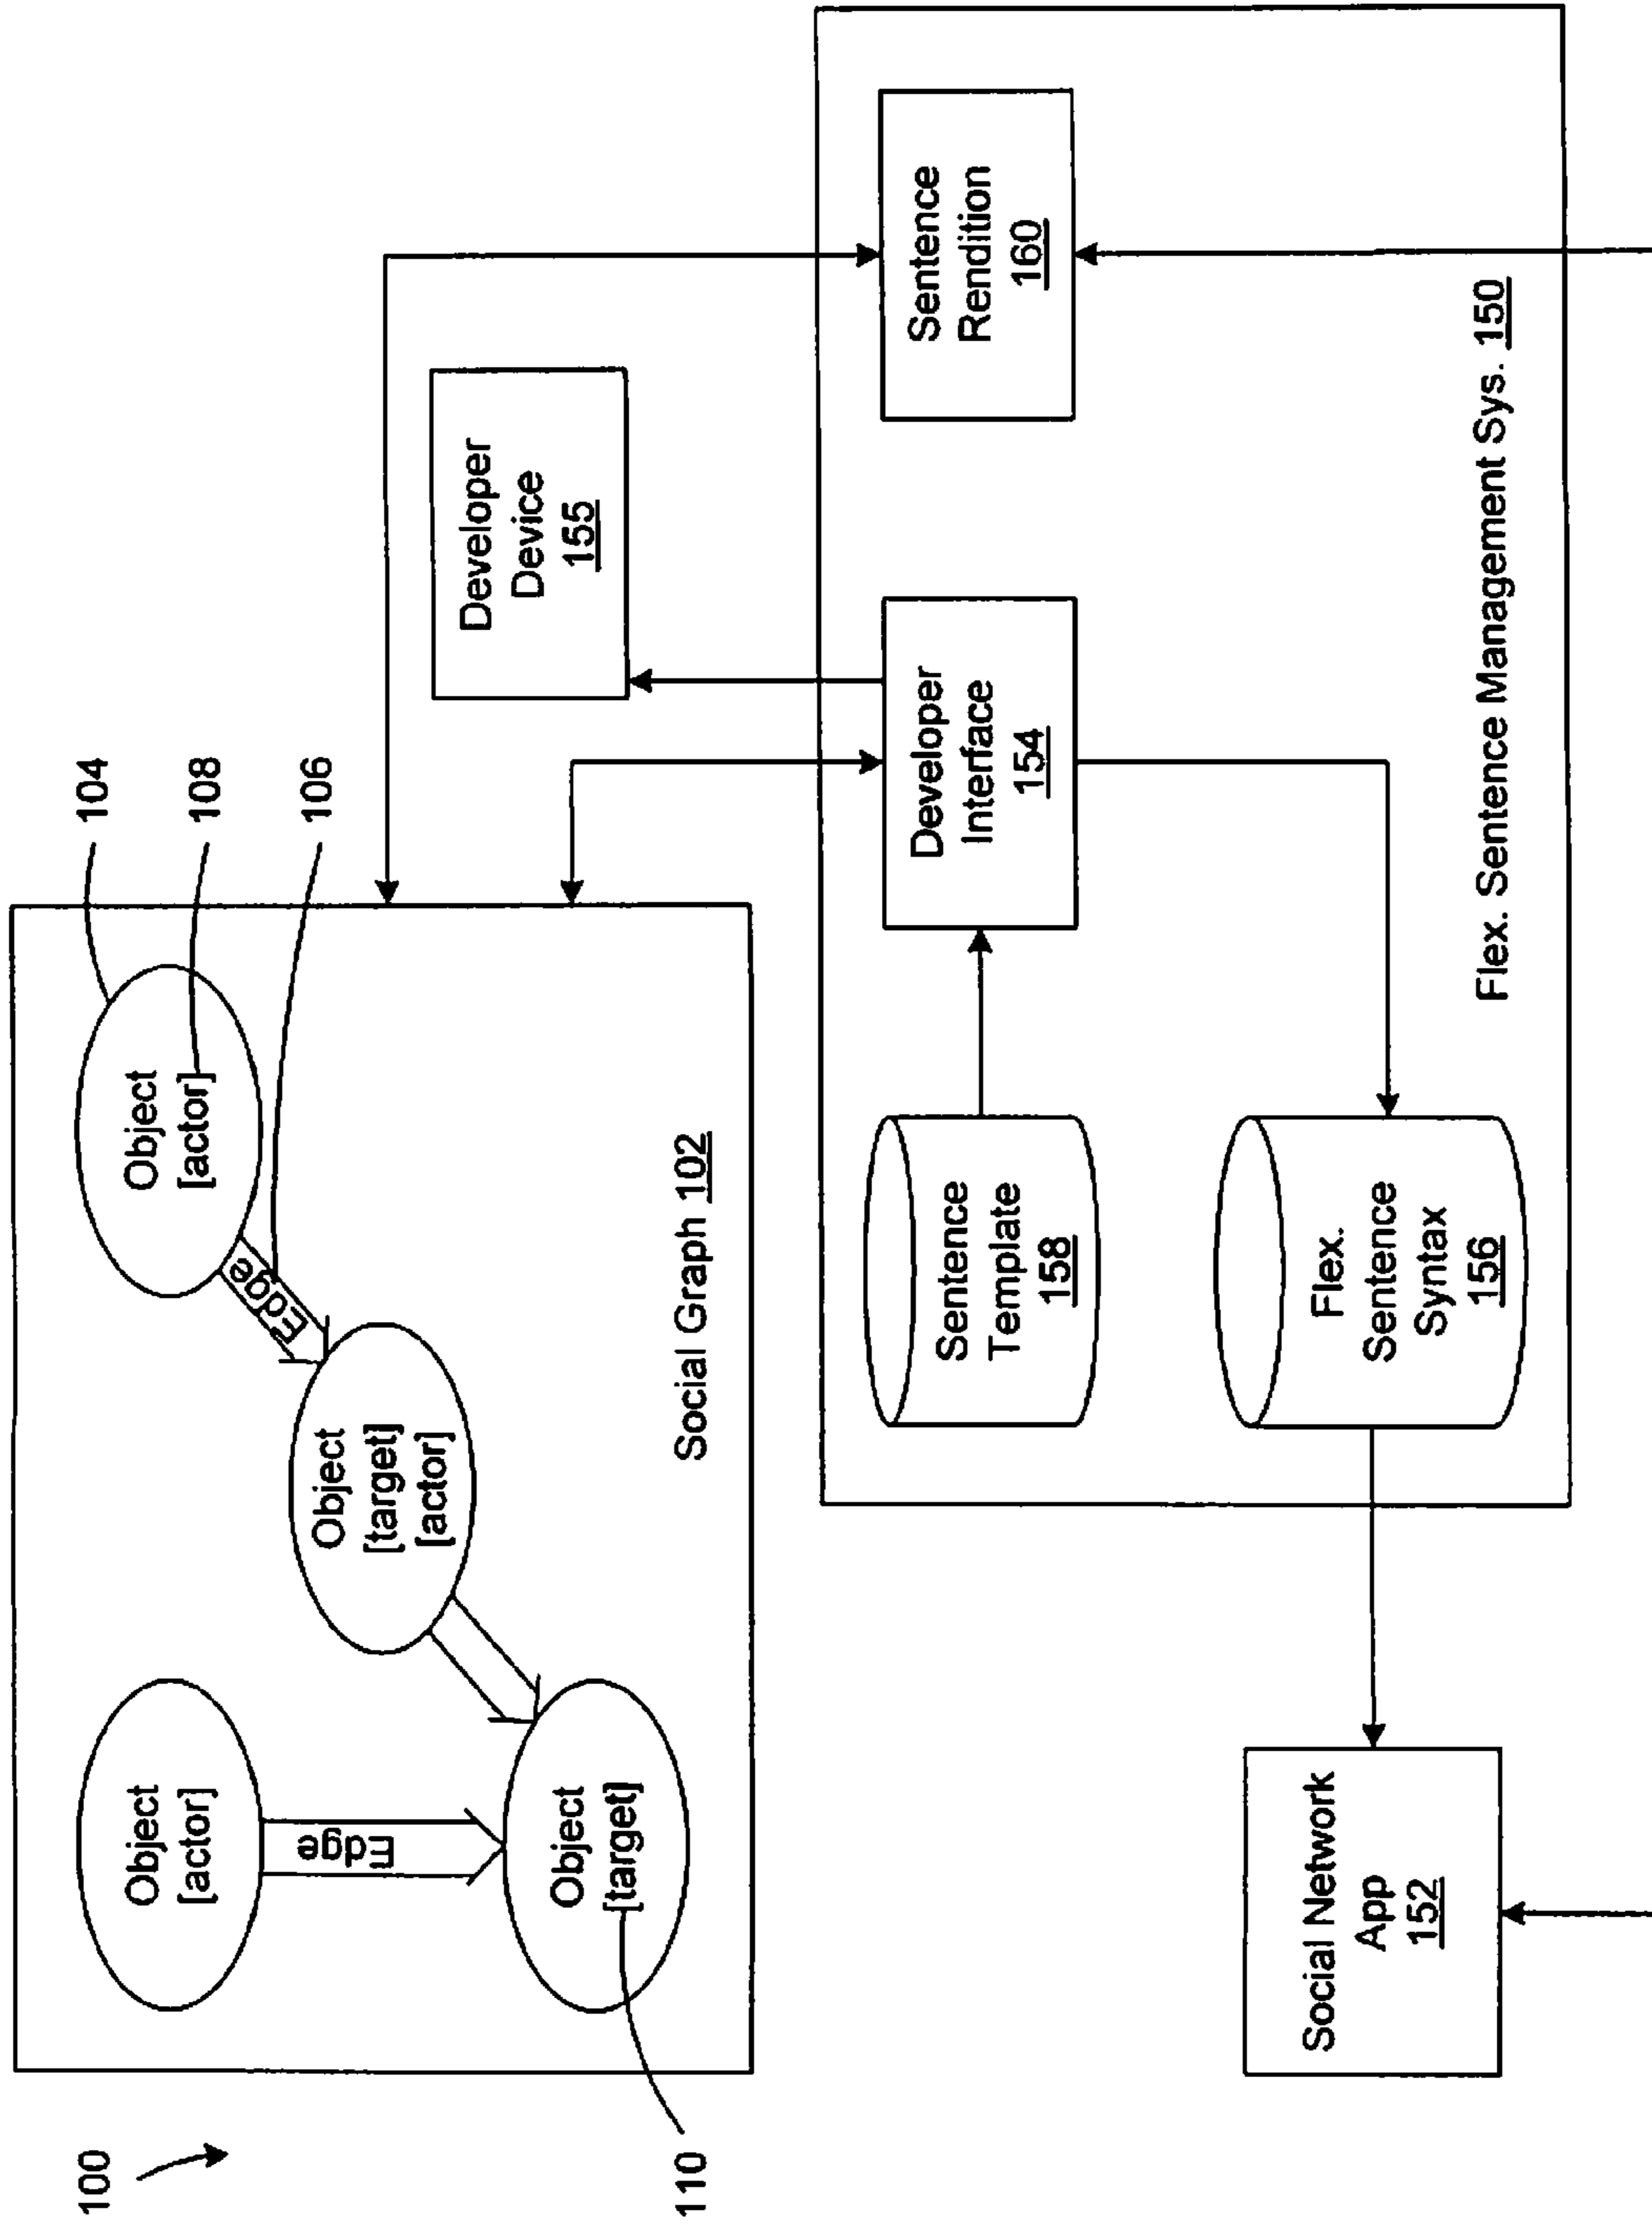 100
104
108
106
Object
[actor]
Edge
Object
[target]
110
Object
[target]
[actor]
Object
[actor]
Edge
Social Graph 102
Developer
Device
155
Sentence
Template
158
Developer
Interface
154
Sentence
Rendition
160
Flex.
Sentence
Syntax
156
Flex. Sentence Management Sys. 150
Social Network
App
152